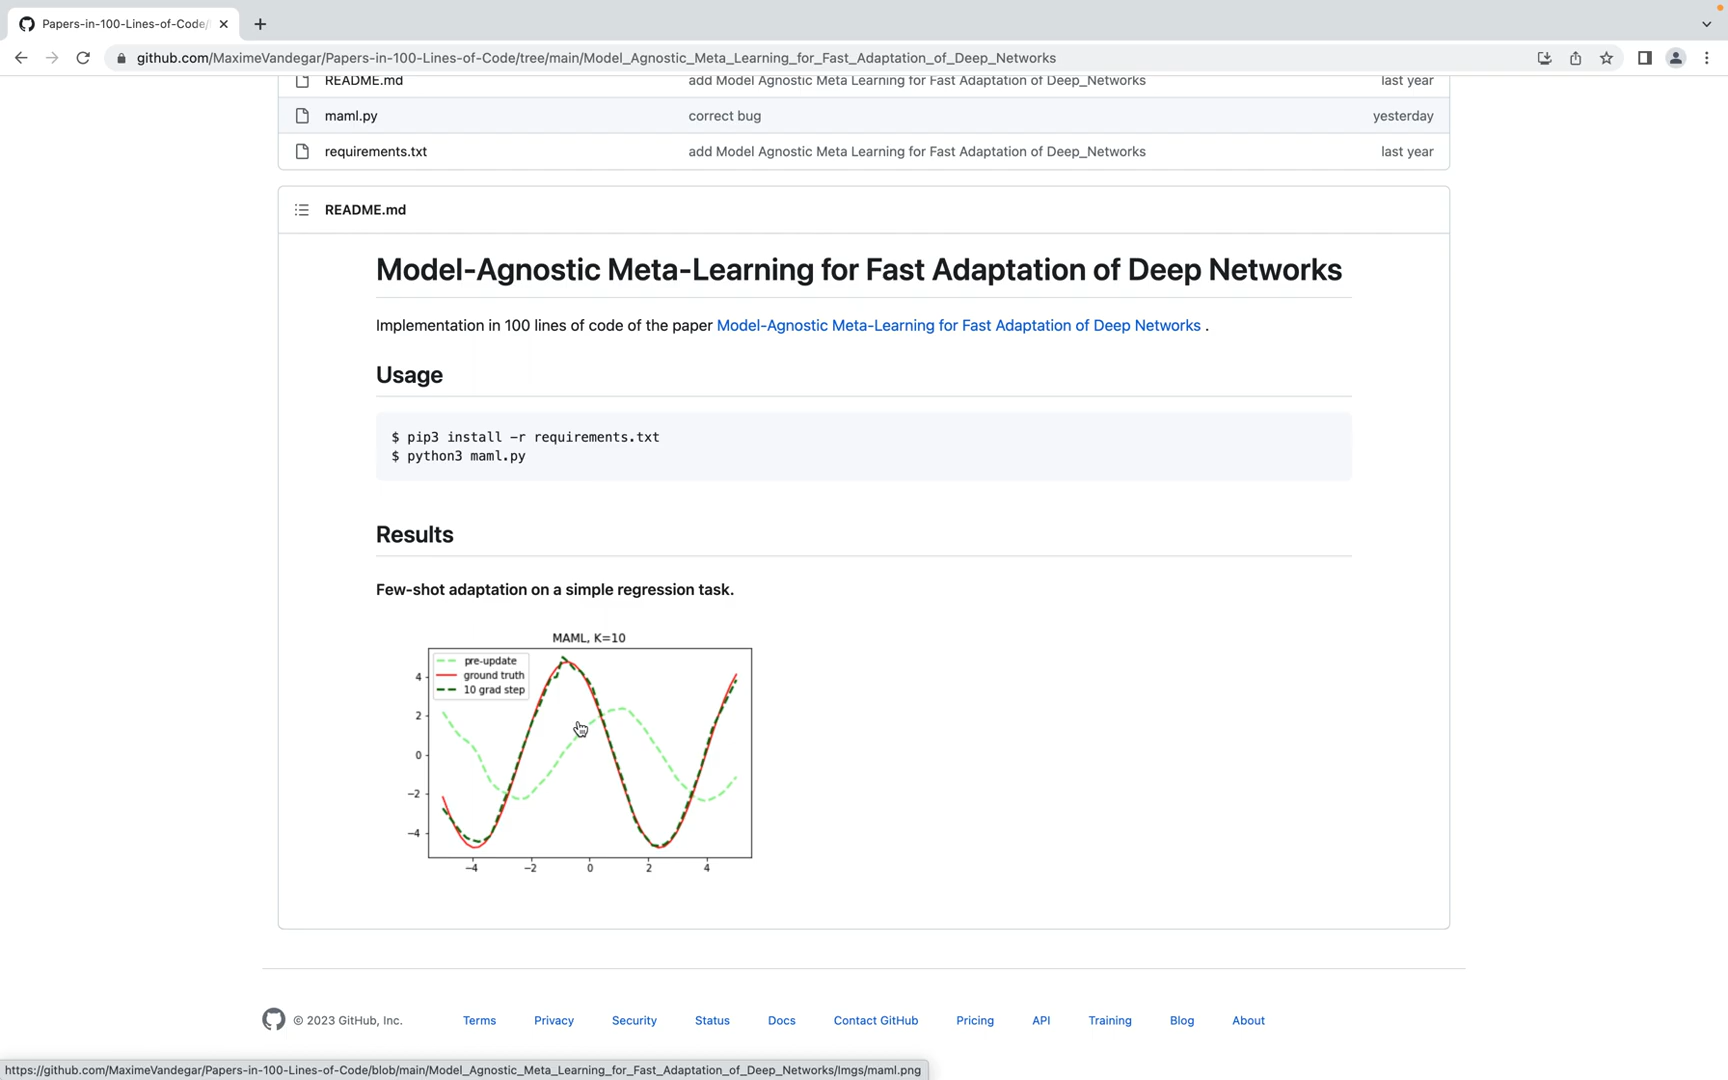 Papers-in-100-Lines-of-Code/
github.com/MaximeVandegar/Papers-in-100-Lines-of-Code/tree/main/Model_Agnostic_Meta_Learning_for_Fast_Adaptation_of_Deep_Networks
README.md add Model Agnostic Meta Learning for Fast Adaptation of Deep_Networks last year
maml.py correct bug yesterday
requirements.txt add Model Agnostic Meta Learning for Fast Adaptation of Deep_Networks last year
README.md
Model-Agnostic Meta-Learning for Fast Adaptation of Deep Networks
Implementation in 100 lines of code of the paper Model-Agnostic Meta-Learning for Fast Adaptation of Deep Networks .
Usage
$ pip3 install -r requirements.txt
$ python3 maml.py
Results
Few-shot adaptation on a simple regression task.
MAML, K=10
pre-update
ground truth
10 grad step
4
2
0
−2
−4
−4 −2 0 2 4
© 2023 GitHub, Inc. Terms Privacy Security Status Docs Contact GitHub Pricing API Training Blog About
https://github.com/MaximeVandegar/Papers-in-100-Lines-of-Code/blob/main/Model_Agnostic_Meta_Learning_for_Fast_Adaptation_of_Deep_Networks/Imgs/maml.png